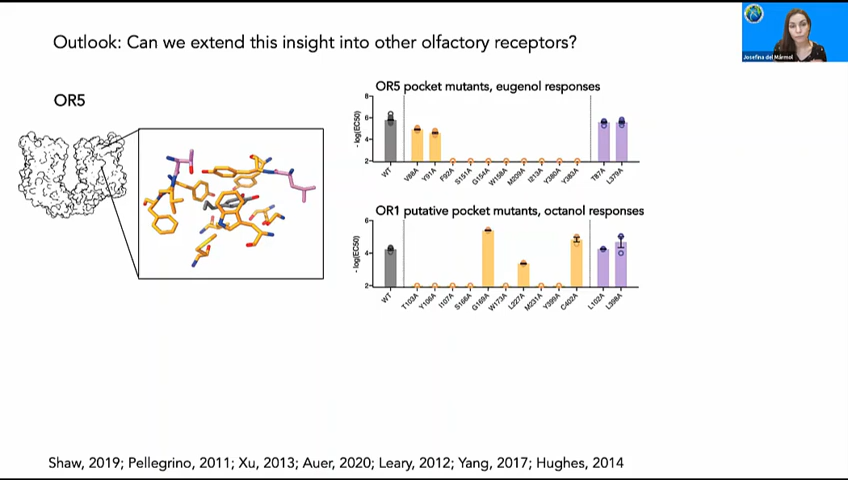 Outlook: Can we extend this insight into other olfactory receptors?
Josefina del Mármol
OR5
OR5 pocket mutants, eugenol responses
- log(EC50)
8
6
4
2
WT
V88A
Y91A
F92A
S151A
G154A
W158A
M209A
I213A
Y380A
Y383A
T87A
L379A
OR1 putative pocket mutants, octanol responses
- log(EC50)
6
4
2
WT
T103A
Y106A
I107A
S166A
G169A
W173A
L227A
M231A
Y399A
C402A
L102A
L398A
Shaw, 2019; Pellegrino, 2011; Xu, 2013; Auer, 2020; Leary, 2012; Yang, 2017; Hughes, 2014